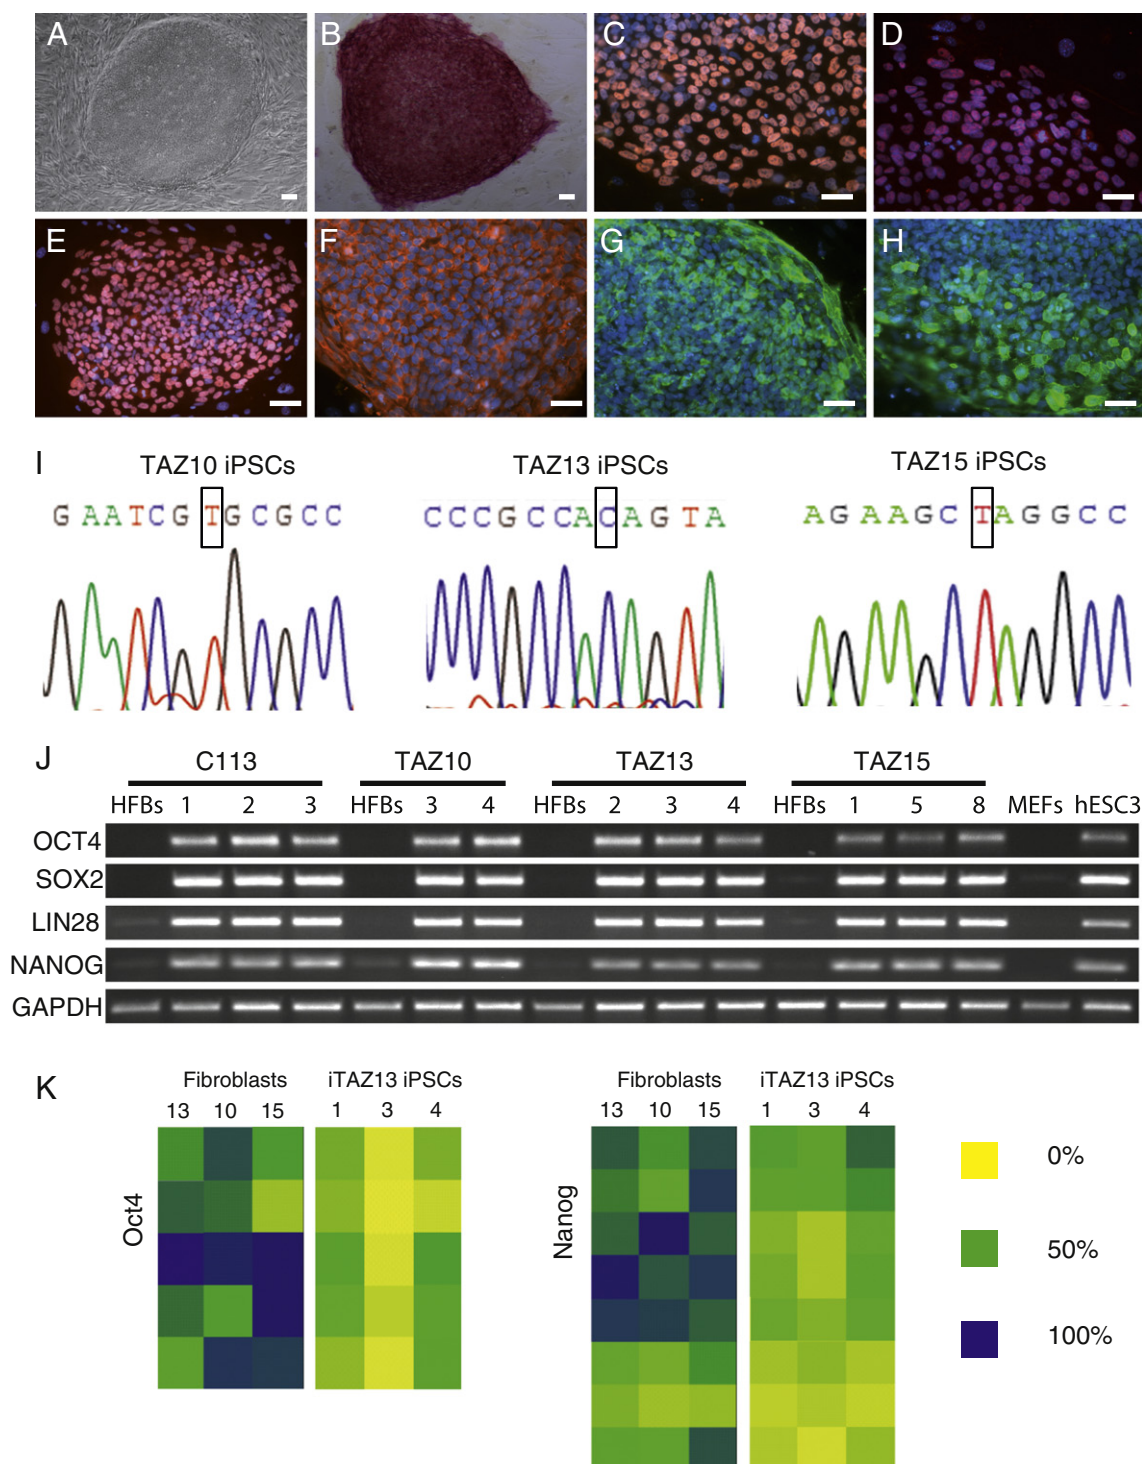 A B C D
E F G H
I
TAZ10 iPSCs TAZ13 iPSCs TAZ15 iPSCs
GAATCGTGCGCC CCCGCCACAGTA AGAAGCTAGGCC
J
C113 TAZ10 TAZ13 TAZ15
HFBs 1 2 3 HFBs 3 4 HFBs 2 3 4 HFBs 1 5 8 MEFs hESC3
OCT4
SOX2
LIN28
NANOG
GAPDH
K
Fibroblasts iTAZ13 iPSCs Fibroblasts iTAZ13 iPSCs
13 10 15 1 3 4 13 10 15 1 3 4
Oct4
Nanog
0%
50%
100%